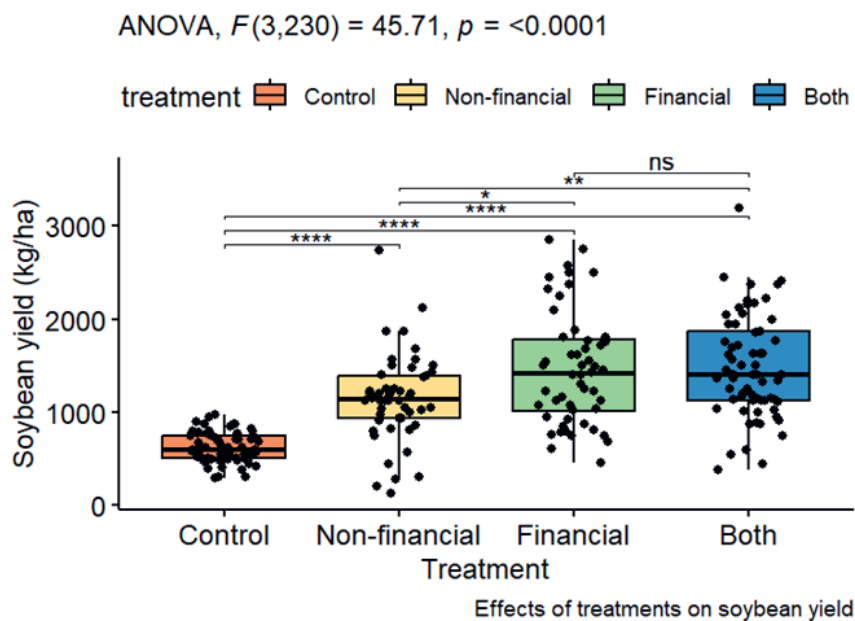 ANOVA, F(3,230) = 45.71, p = <0.0001
treatment Control Non-financial Financial Both
Soybean yield (kg/ha)
3000
2000
1000
0
ns
**
*
****
****
****
Control Non-financial Financial Both
Treatment
Effects of treatments on soybean yield